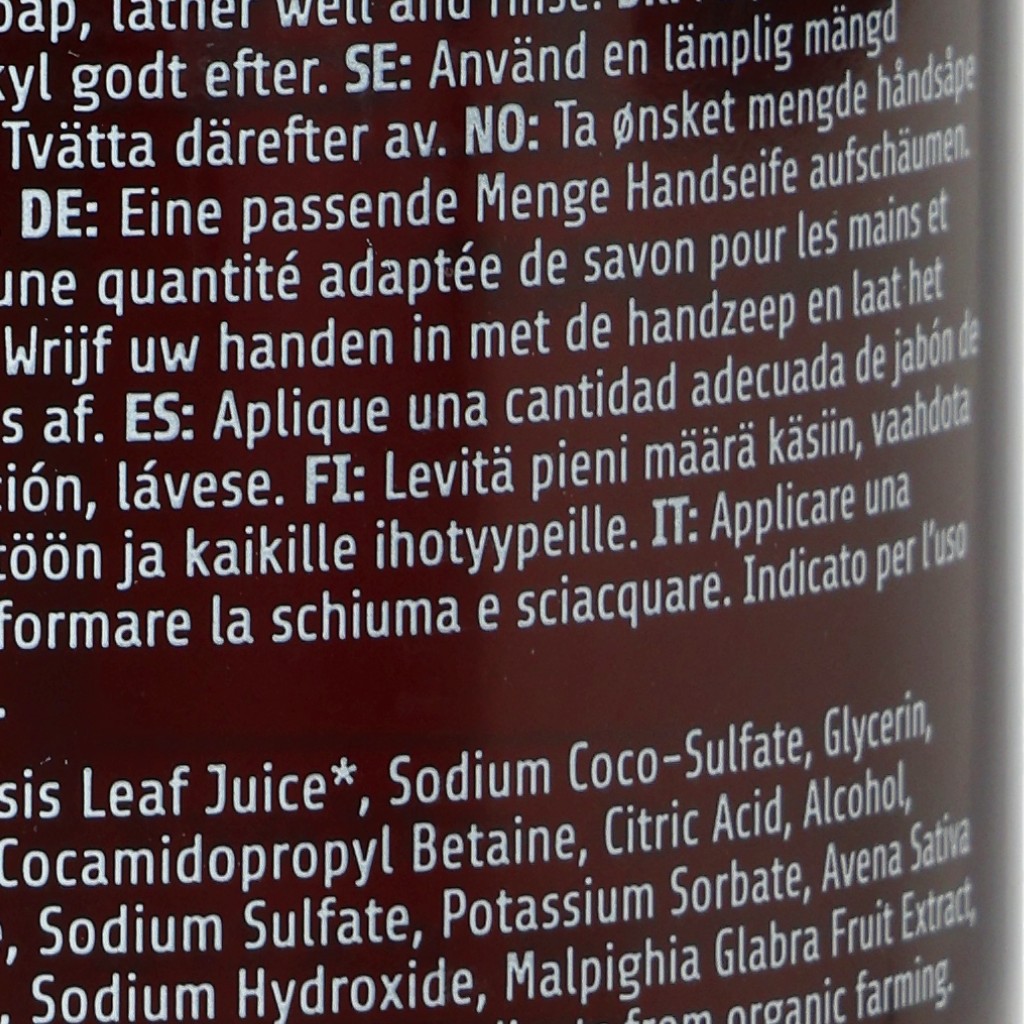 lather well and rinse.
godt efter. SE: Använd en lämplig mängd
Tvätta därefter av. NO: Ta ønsket mengde håndsåpe
DE: Eine passende Menge Handseife aufschäumen.
une quantité adaptée de savon pour les mains et
Wrijf uw handen in met de handzeep en laat het
s af. ES: Aplique una cantidad adecuada de jabón de
ión, lávese. FI: Levitä pieni määrä käsiin, vaahdota
töön ja kaikille ihotyypeille. IT: Applicare una
formare la schiuma e sciacquare. Indicato per l'uso
sis Leaf Juice*, Sodium Coco-Sulfate, Glycerin,
Cocamidopropyl Betaine, Citric Acid, Alcohol,
, Sodium Sulfate, Potassium Sorbate, Avena Sativa
, Sodium Hydroxide, Malpighia Glabra Fruit Extract,
from organic farming.